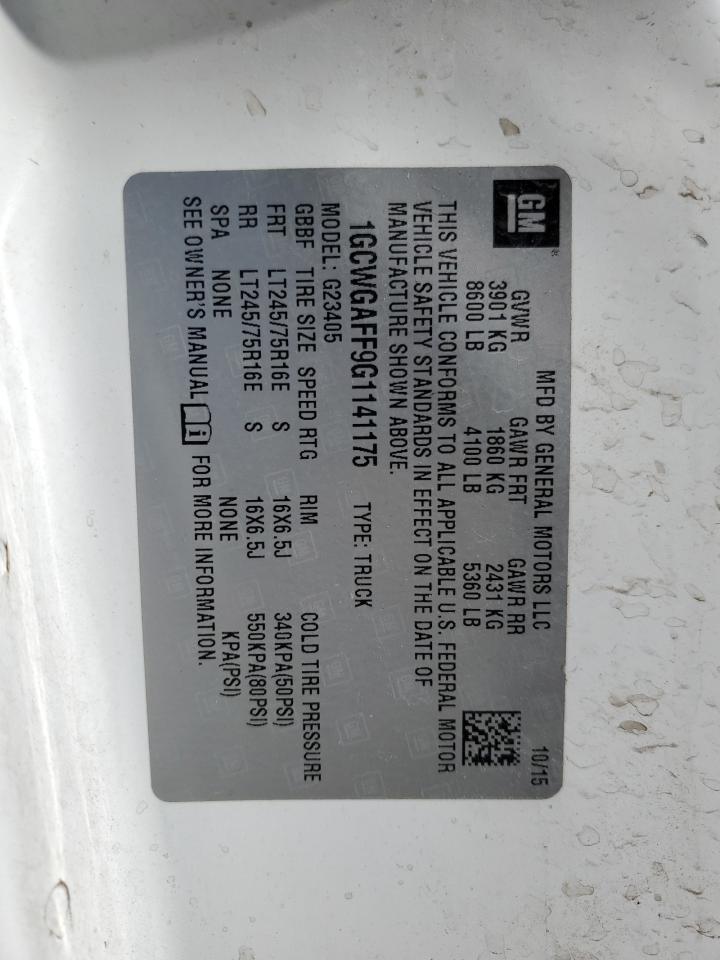 GM
MFD BY GENERAL MOTORS LLC 10/15
GVWR GAWR FRT GAWR RR
3901 KG 1860 KG 2431 KG
8600 LB 4100 LB 5360 LB
THIS VEHICLE CONFORMS TO ALL APPLICABLE U.S. FEDERAL MOTOR
VEHICLE SAFETY STANDARDS IN EFFECT ON THE DATE OF
MANUFACTURE SHOWN ABOVE.
1GCWGAFF9G1141175 TYPE: TRUCK
MODEL: G23405
GBBF TIRE SIZE SPEED RTG RIM COLD TIRE PRESSURE
FRT LT245/75R16E S 16X6.5J 340KPA(50PSI)
RR LT245/75R16E S 16X6.5J 550KPA(80PSI)
SPA NONE NONE KPA(PSI)
SEE OWNER'S MANUAL i FOR MORE INFORMATION.